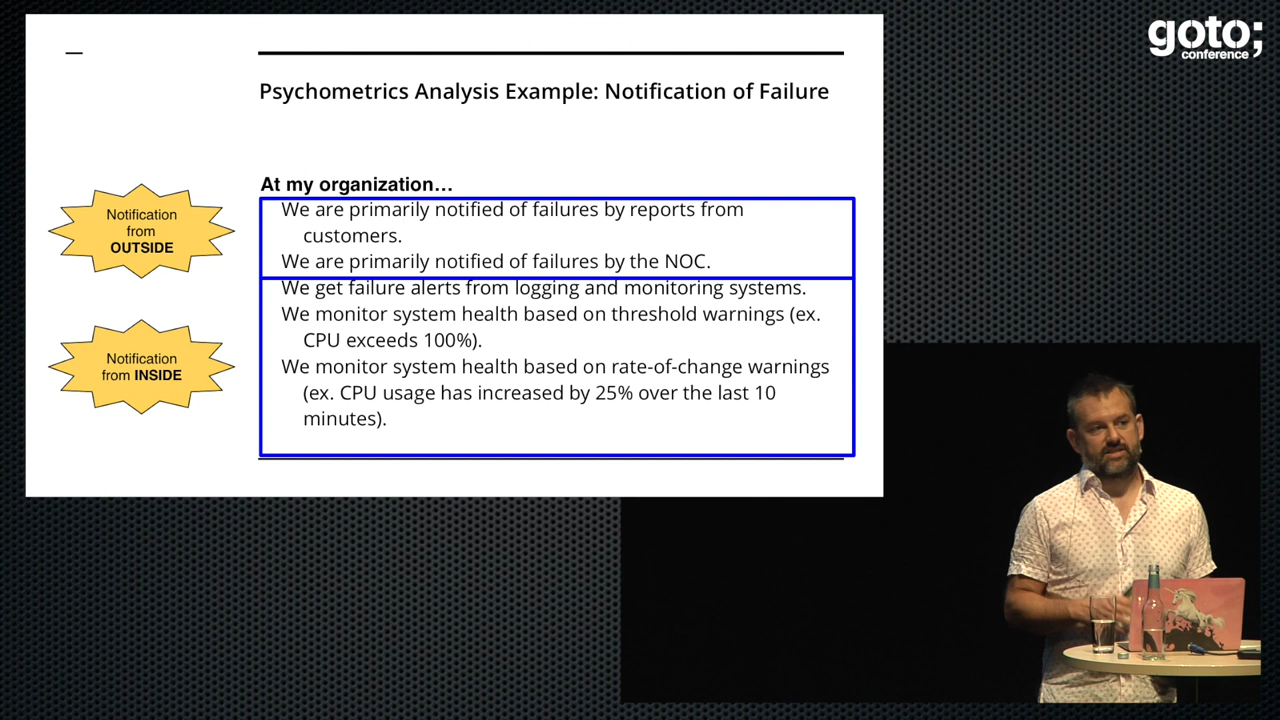 goto;
conference
Psychometrics Analysis Example: Notification of Failure
At my organization…
Notification
from
OUTSIDE
We are primarily notified of failures by reports from
customers.
We are primarily notified of failures by the NOC.
Notification
from INSIDE
We get failure alerts from logging and monitoring systems.
We monitor system health based on threshold warnings (ex.
CPU exceeds 100%).
We monitor system health based on rate-of-change warnings
(ex. CPU usage has increased by 25% over the last 10
minutes).